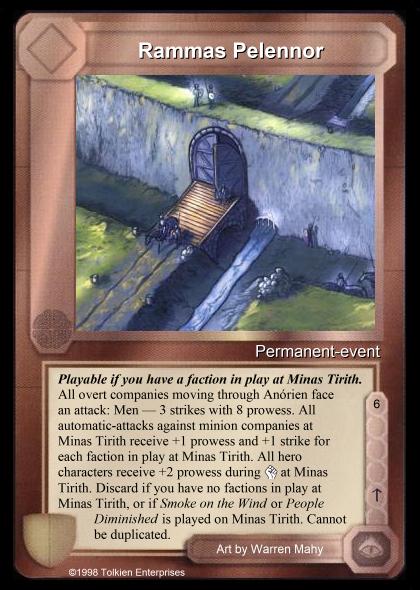 Rammas Pelennor
Permanent-event
Playable if you have a faction in play at Minas Tirith.
All overt companies moving through Anórien face
an attack: Men — 3 strikes with 8 prowess. All
automatic-attacks against minion companies at
Minas Tirith receive +1 prowess and +1 strike for
each faction in play at Minas Tirith. All hero
characters receive +2 prowess during at Minas
Tirith. Discard if you have no factions in play at
Minas Tirith, or if Smoke on the Wind or People
Diminished is played on Minas Tirith. Cannot
be duplicated.
6
Art by Warren Mahy
©1998 Tolkien Enterprises